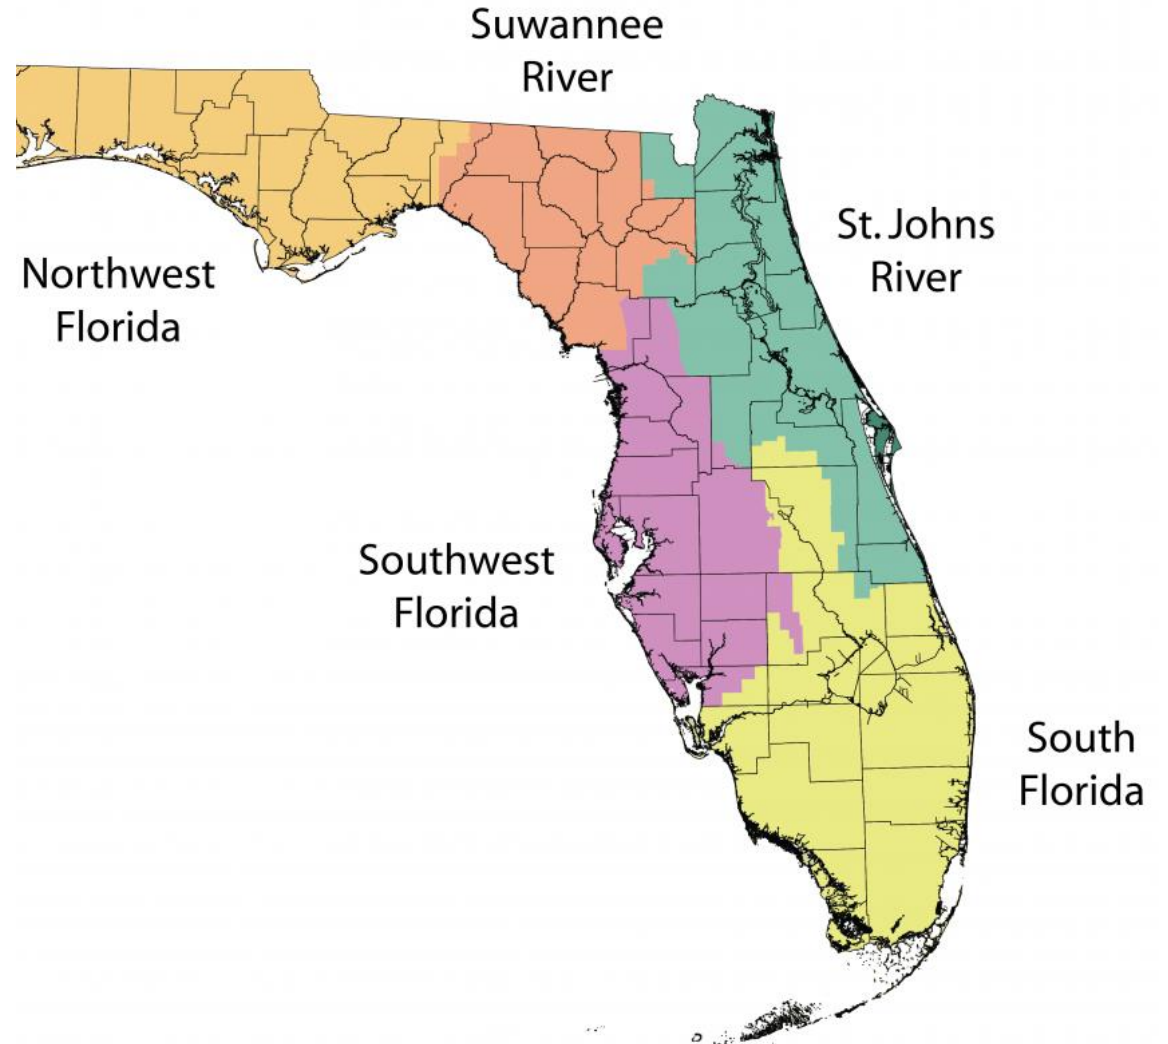 Suwannee
River
St. Johns
River
Northwest
Florida
Southwest
Florida
South
Florida